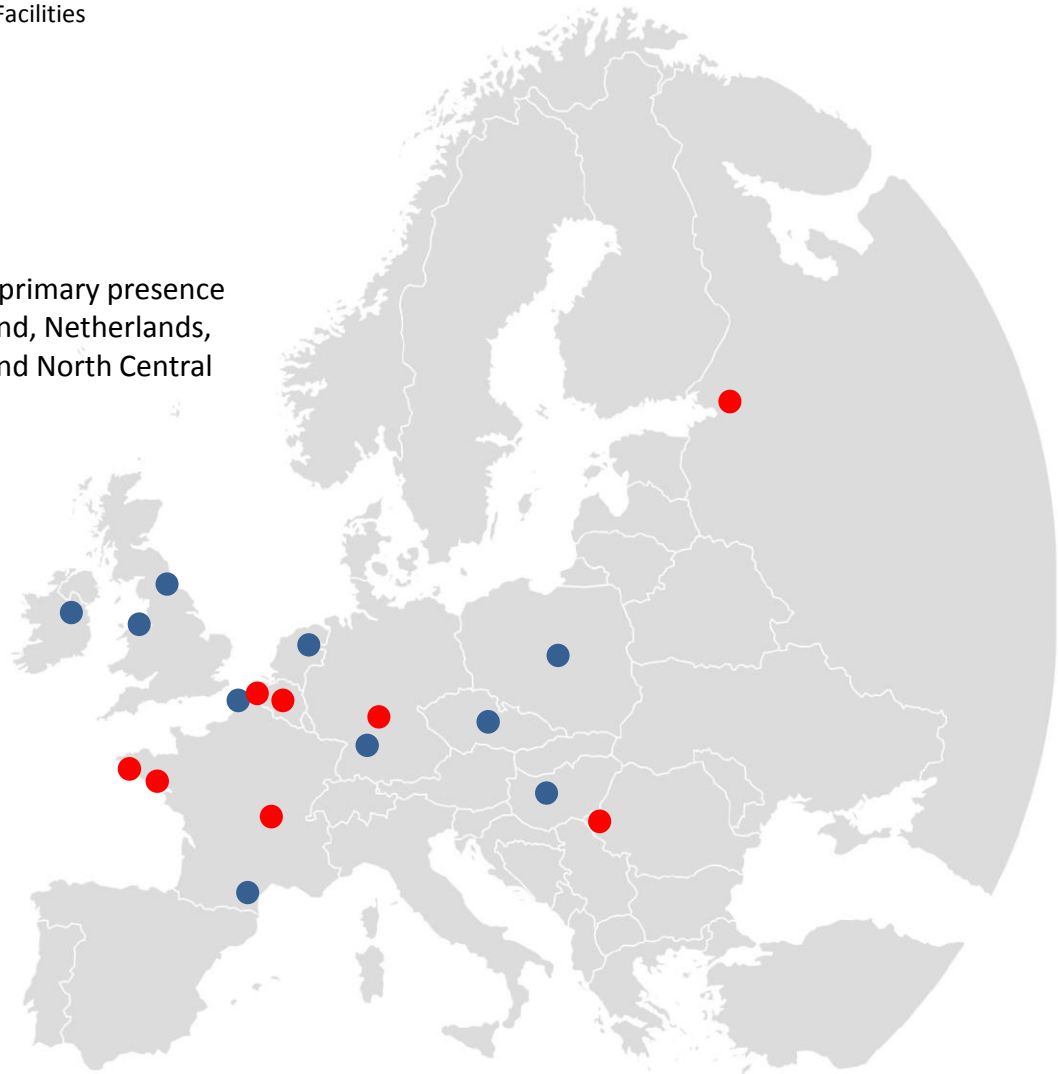 Facilities
primary presence
nd, Netherlands,
nd North Central